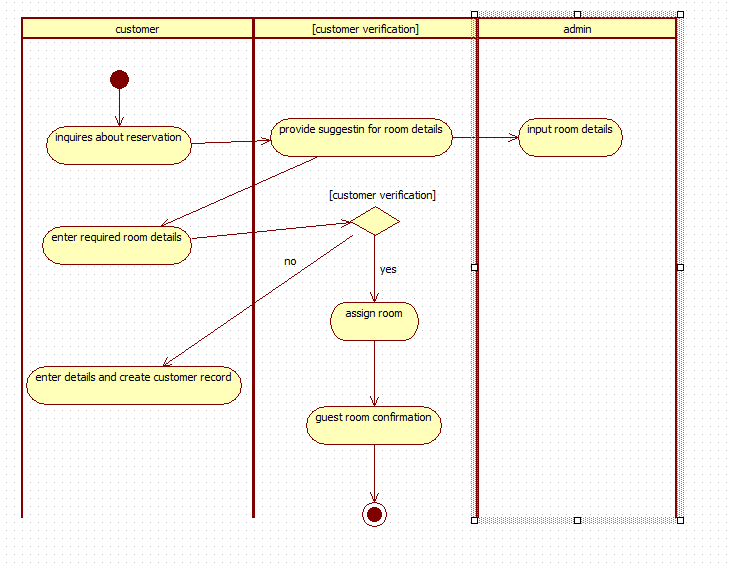 customer
[customer verification]
admin
inquires about reservation
provide suggestin for room details
input room details
[customer verification]
enter required room details
no
yes
assign room
enter details and create customer record
guest room confirmation